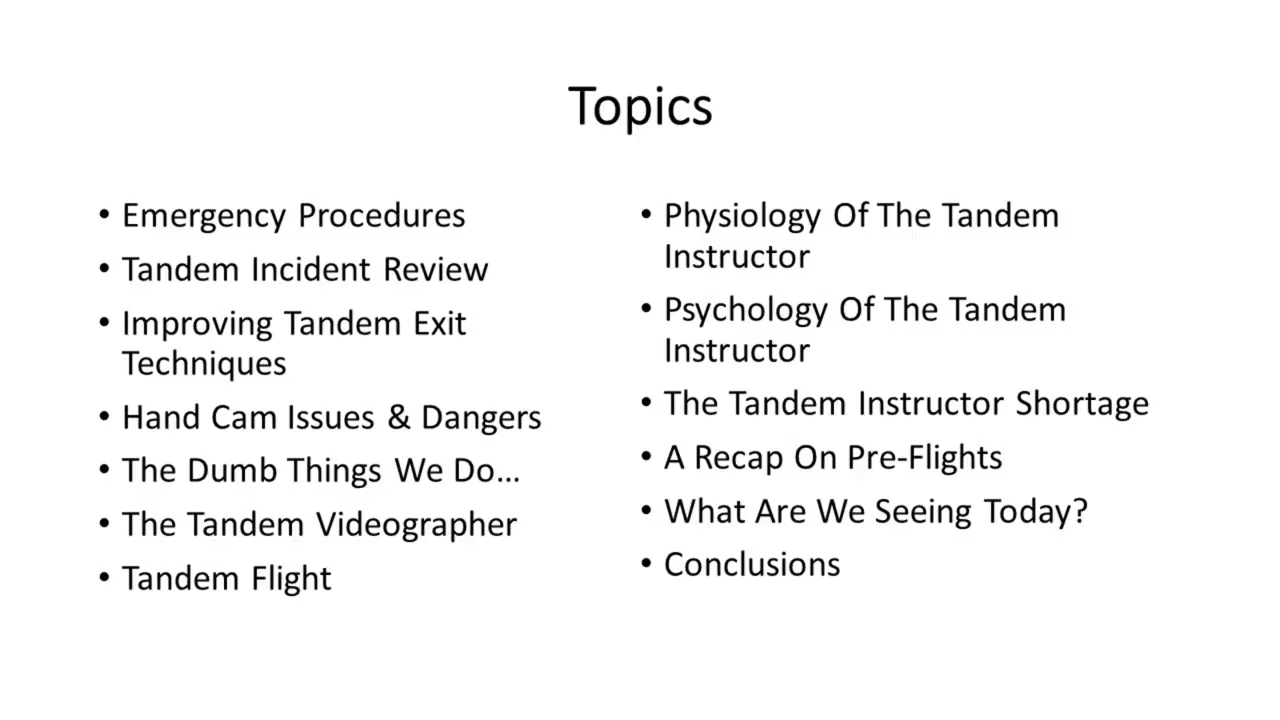 Topics
• Emergency Procedures
• Tandem Incident Review
• Improving Tandem Exit
Techniques
• Hand Cam Issues & Dangers
• The Dumb Things We Do...
• The Tandem Videographer
• Tandem Flight
• Physiology Of The Tandem
Instructor
• Psychology Of The Tandem
Instructor
• The Tandem Instructor Shortage
• A Recap On Pre-Flights
• What Are We Seeing Today?
• Conclusions